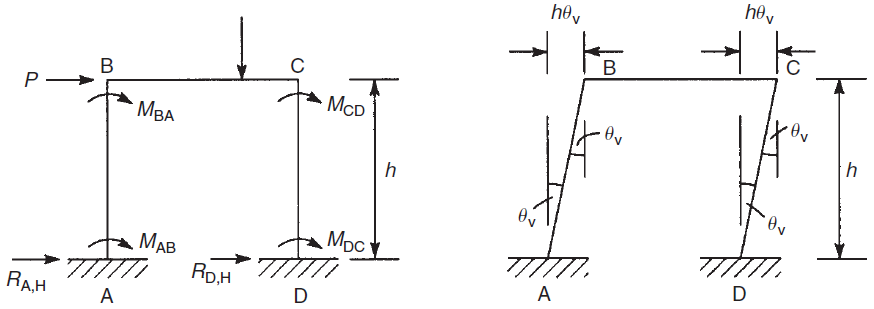 P
B
C
M_BA
M_CD
h
M_AB
M_DC
R_A,H
R_D,H
A
D
hθ_v
hθ_v
B
C
θ_v
θ_v
h
θ_v
θ_v
A
D